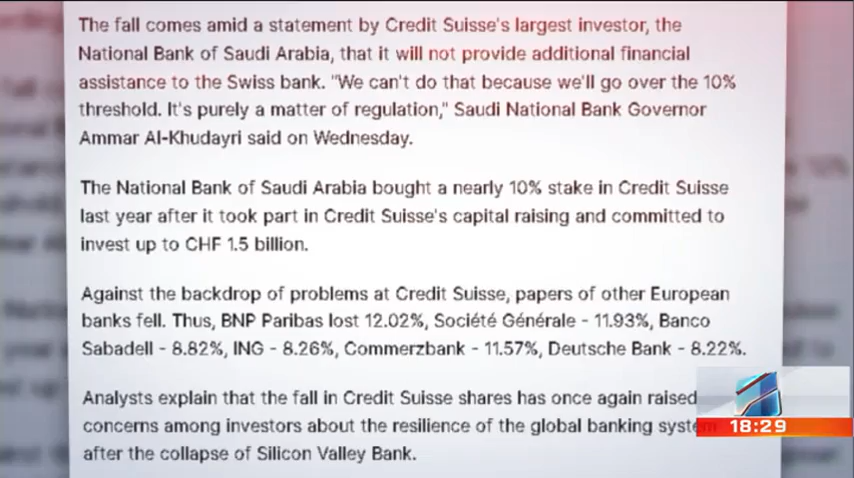 The fall comes amid a statement by Credit Suisse's largest investor, the
National Bank of Saudi Arabia, that it will not provide additional financial
assistance to the Swiss bank. "We can't do that because we'll go over the 10%
threshold. It's purely a matter of regulation," Saudi National Bank Governor
Ammar Al-Khudayri said on Wednesday.
The National Bank of Saudi Arabia bought a nearly 10% stake in Credit Suisse
last year after it took part in Credit Suisse's capital raising and committed to
invest up to CHF 1.5 billion.
Against the backdrop of problems at Credit Suisse, papers of other European
banks fell. Thus, BNP Paribas lost 12.02%, Société Générale - 11.93%, Banco
Sabadell - 8.82%, ING - 8.26%, Commerzbank - 11.57%, Deutsche Bank - 8.22%.
Analysts explain that the fall in Credit Suisse shares has once again raised
concerns among investors about the resilience of the global banking system
after the collapse of Silicon Valley Bank.
18:29